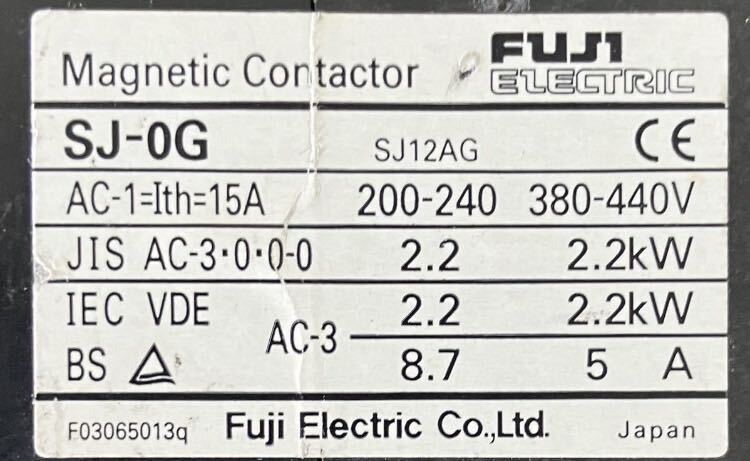 Magnetic Contactor FUJI
ELECTRIC
SJ-0G SJ12AG CE
AC-1=Ith=15A 200-240 380-440V
JIS AC-3·0·0-0 2.2 2.2kW
IEC VDE 2.2 2.2kW
AC-3
BS 8.7 5 A
F03065013q Fuji Electric Co.,Ltd. Japan